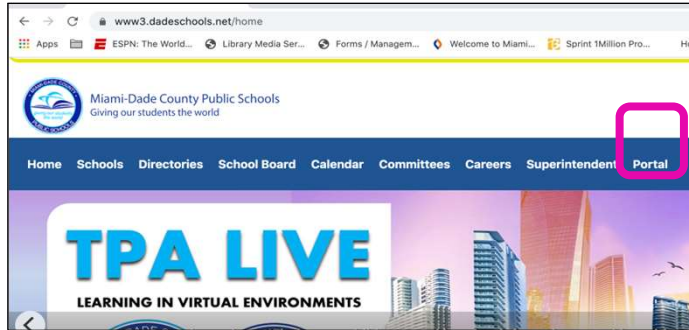 www3.dadeschools.net/home
Apps ESPN: The World... Library Media Ser... Forms / Managem... Welcome to Miami... Sprint 1Million Pro...
Miami-Dade County Public Schools
Giving our students the world
Home Schools Directories School Board Calendar Committees Careers Superintendent Portal
TPA LIVE
LEARNING IN VIRTUAL ENVIRONMENTS